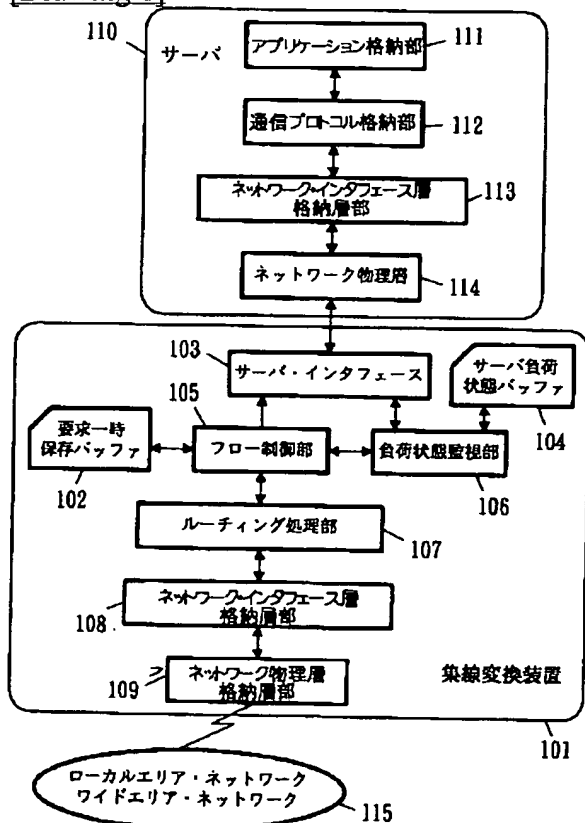 110
サーバ
アプリケーション格納部
111
通信プロトコル格納部
112
ネットワーク・インタフェース層
格納層部
113
ネットワーク物理層
114
103
サーバ・インタフェース
サーバ負荷
状態バッファ
104
105
要求一時
保存バッファ
102
フロー制御部
負荷状態監視部
106
ルーティング処理部
107
ネットワーク・インタフェース層
格納層部
108
ネットワーク物理層
格納層部
109
集線変換装置
101
ローカルエリア・ネットワーク
ワイドエリア・ネットワーク
115